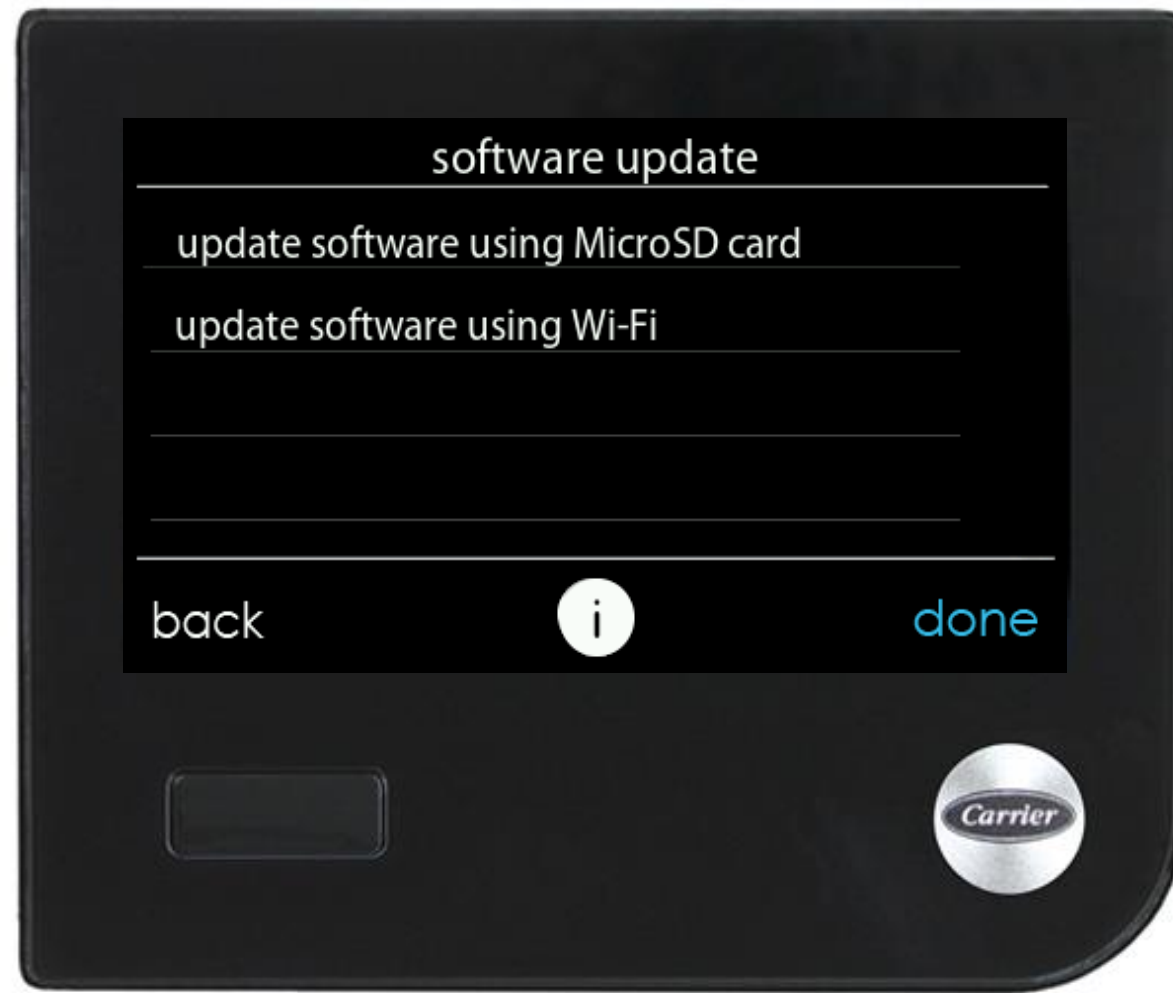 software update
update software using MicroSD card
update software using Wi-Fi
back
i
done
Carrier